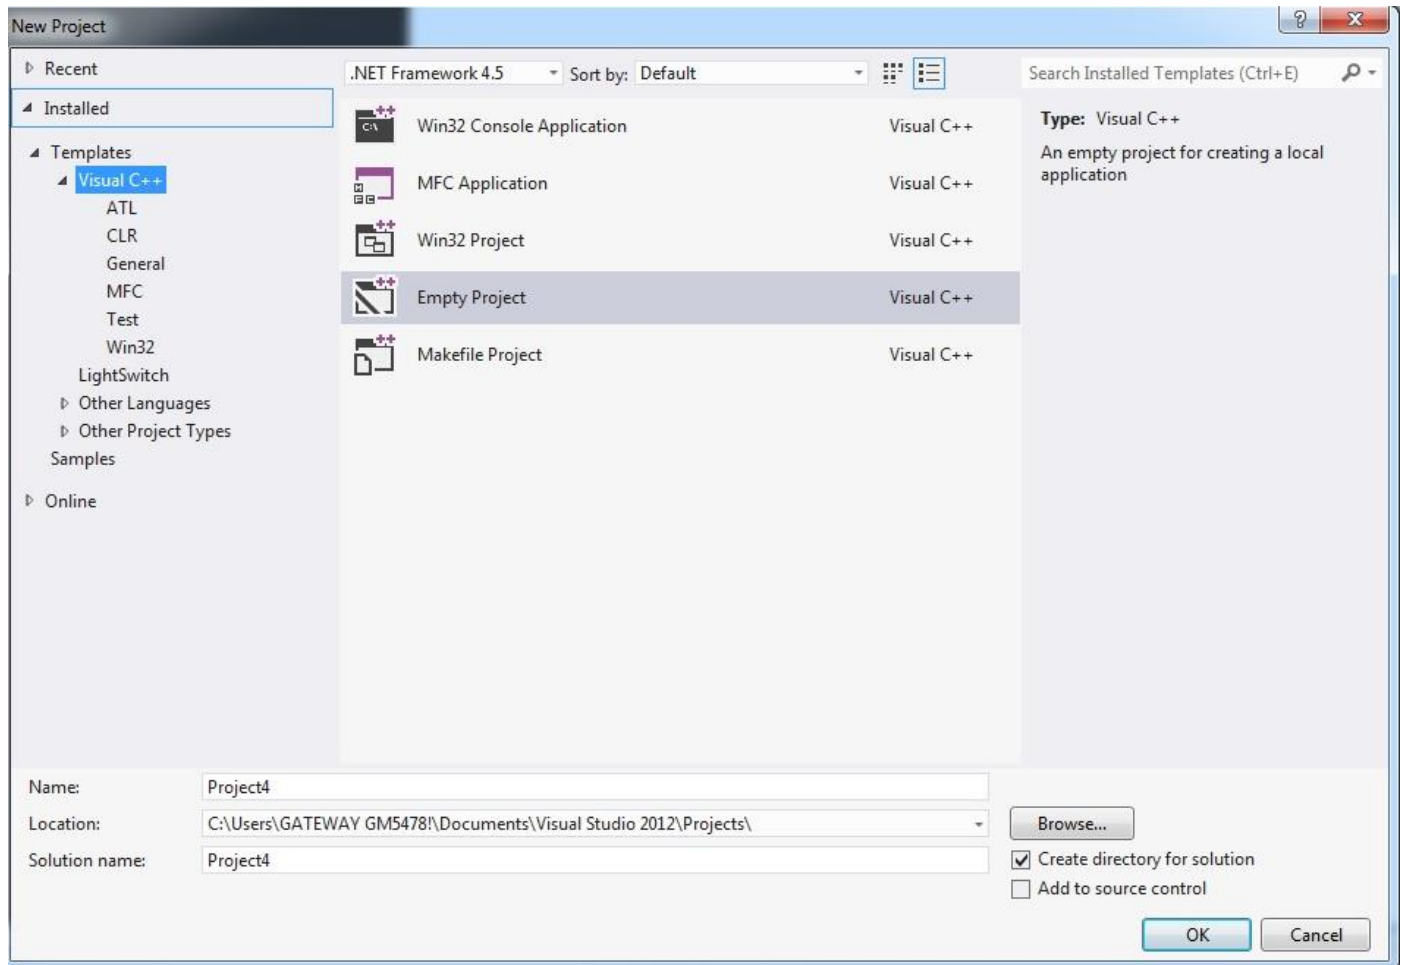 New Project
Recent
Installed
Templates
Visual C++
ATL
CLR
General
MFC
Test
Win32
LightSwitch
Other Languages
Other Project Types
Samples
Online
.NET Framework 4.5 Sort by: Default
Win32 Console Application Visual C++
MFC Application Visual C++
Win32 Project Visual C++
Empty Project Visual C++
Makefile Project Visual C++
Search Installed Templates (Ctrl+E)
Type: Visual C++
An empty project for creating a local
application
Name: Project4
Location: C:\Users\GATEWAY GM5478!\Documents\Visual Studio 2012\Projects\
Browse...
Solution name: Project4
Create directory for solution
Add to source control
OK Cancel